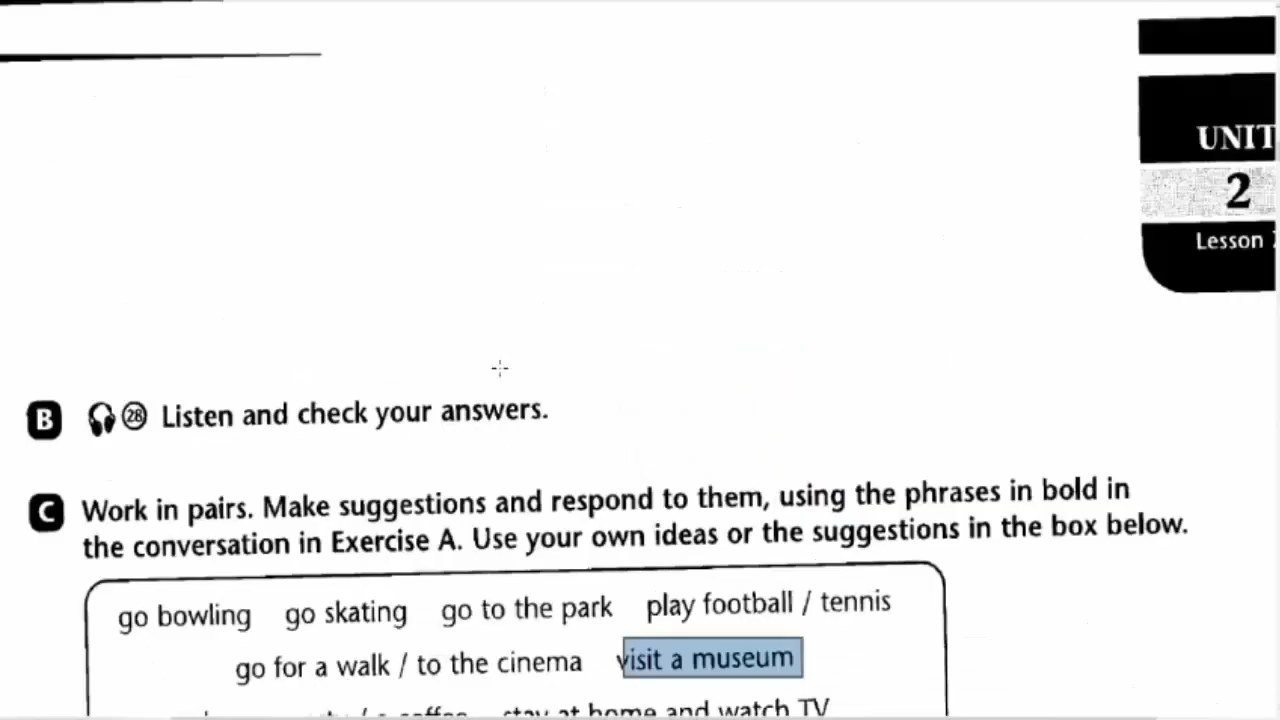 UNIT
2
Lesson
B 28 Listen and check your answers.
C Work in pairs. Make suggestions and respond to them, using the phrases in bold in
the conversation in Exercise A. Use your own ideas or the suggestions in the box below.
go bowling go skating go to the park play football / tennis
go for a walk / to the cinema visit a museum
coffee stay at home and watch TV